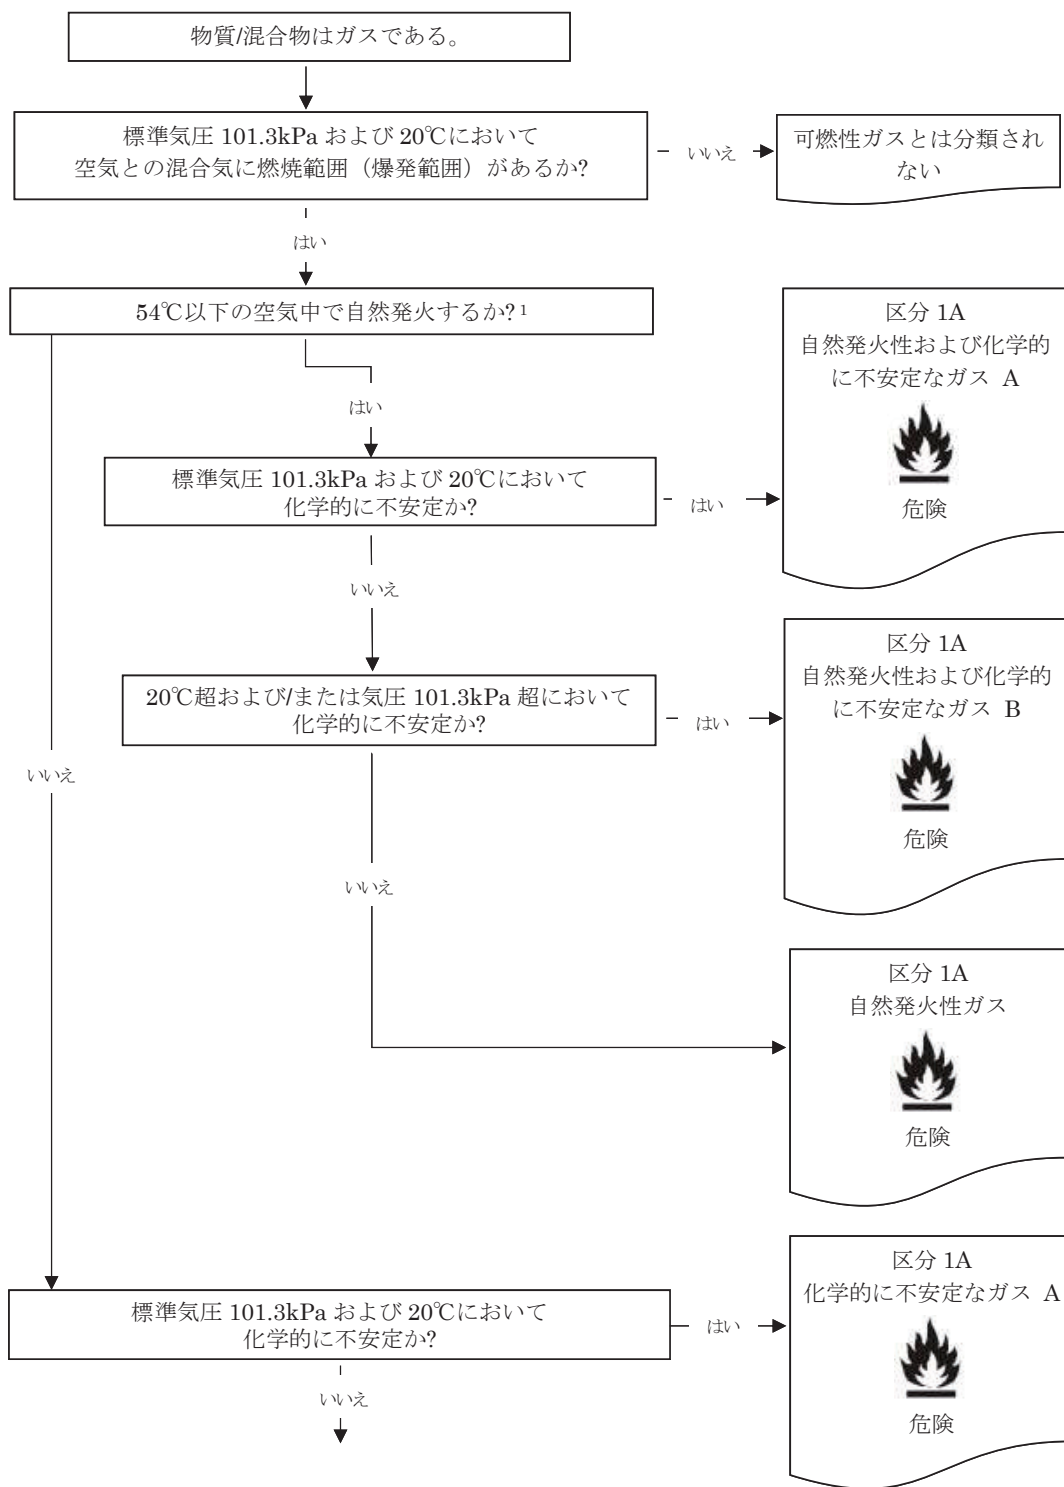 物質/混合物はガスである。
標準気圧 101.3kPa および 20℃において
空気との混合気に燃焼範囲（爆発範囲）があるか?
いいえ
可燃性ガスとは分類され
ない
はい
54℃以下の空気中で自然発火するか?1
区分 1A
自然発火性および化学的
に不安定なガス A
危険
はい
標準気圧 101.3kPa および 20℃において
化学的に不安定か?
はい
いいえ
区分 1A
自然発火性および化学的
に不安定なガス B
危険
20℃超および/または気圧 101.3kPa 超において
化学的に不安定か?
はい
いいえ
いいえ
区分 1A
自然発火性ガス
危険
区分 1A
化学的に不安定なガス A
危険
標準気圧 101.3kPa および 20℃において
化学的に不安定か?
はい
いいえ